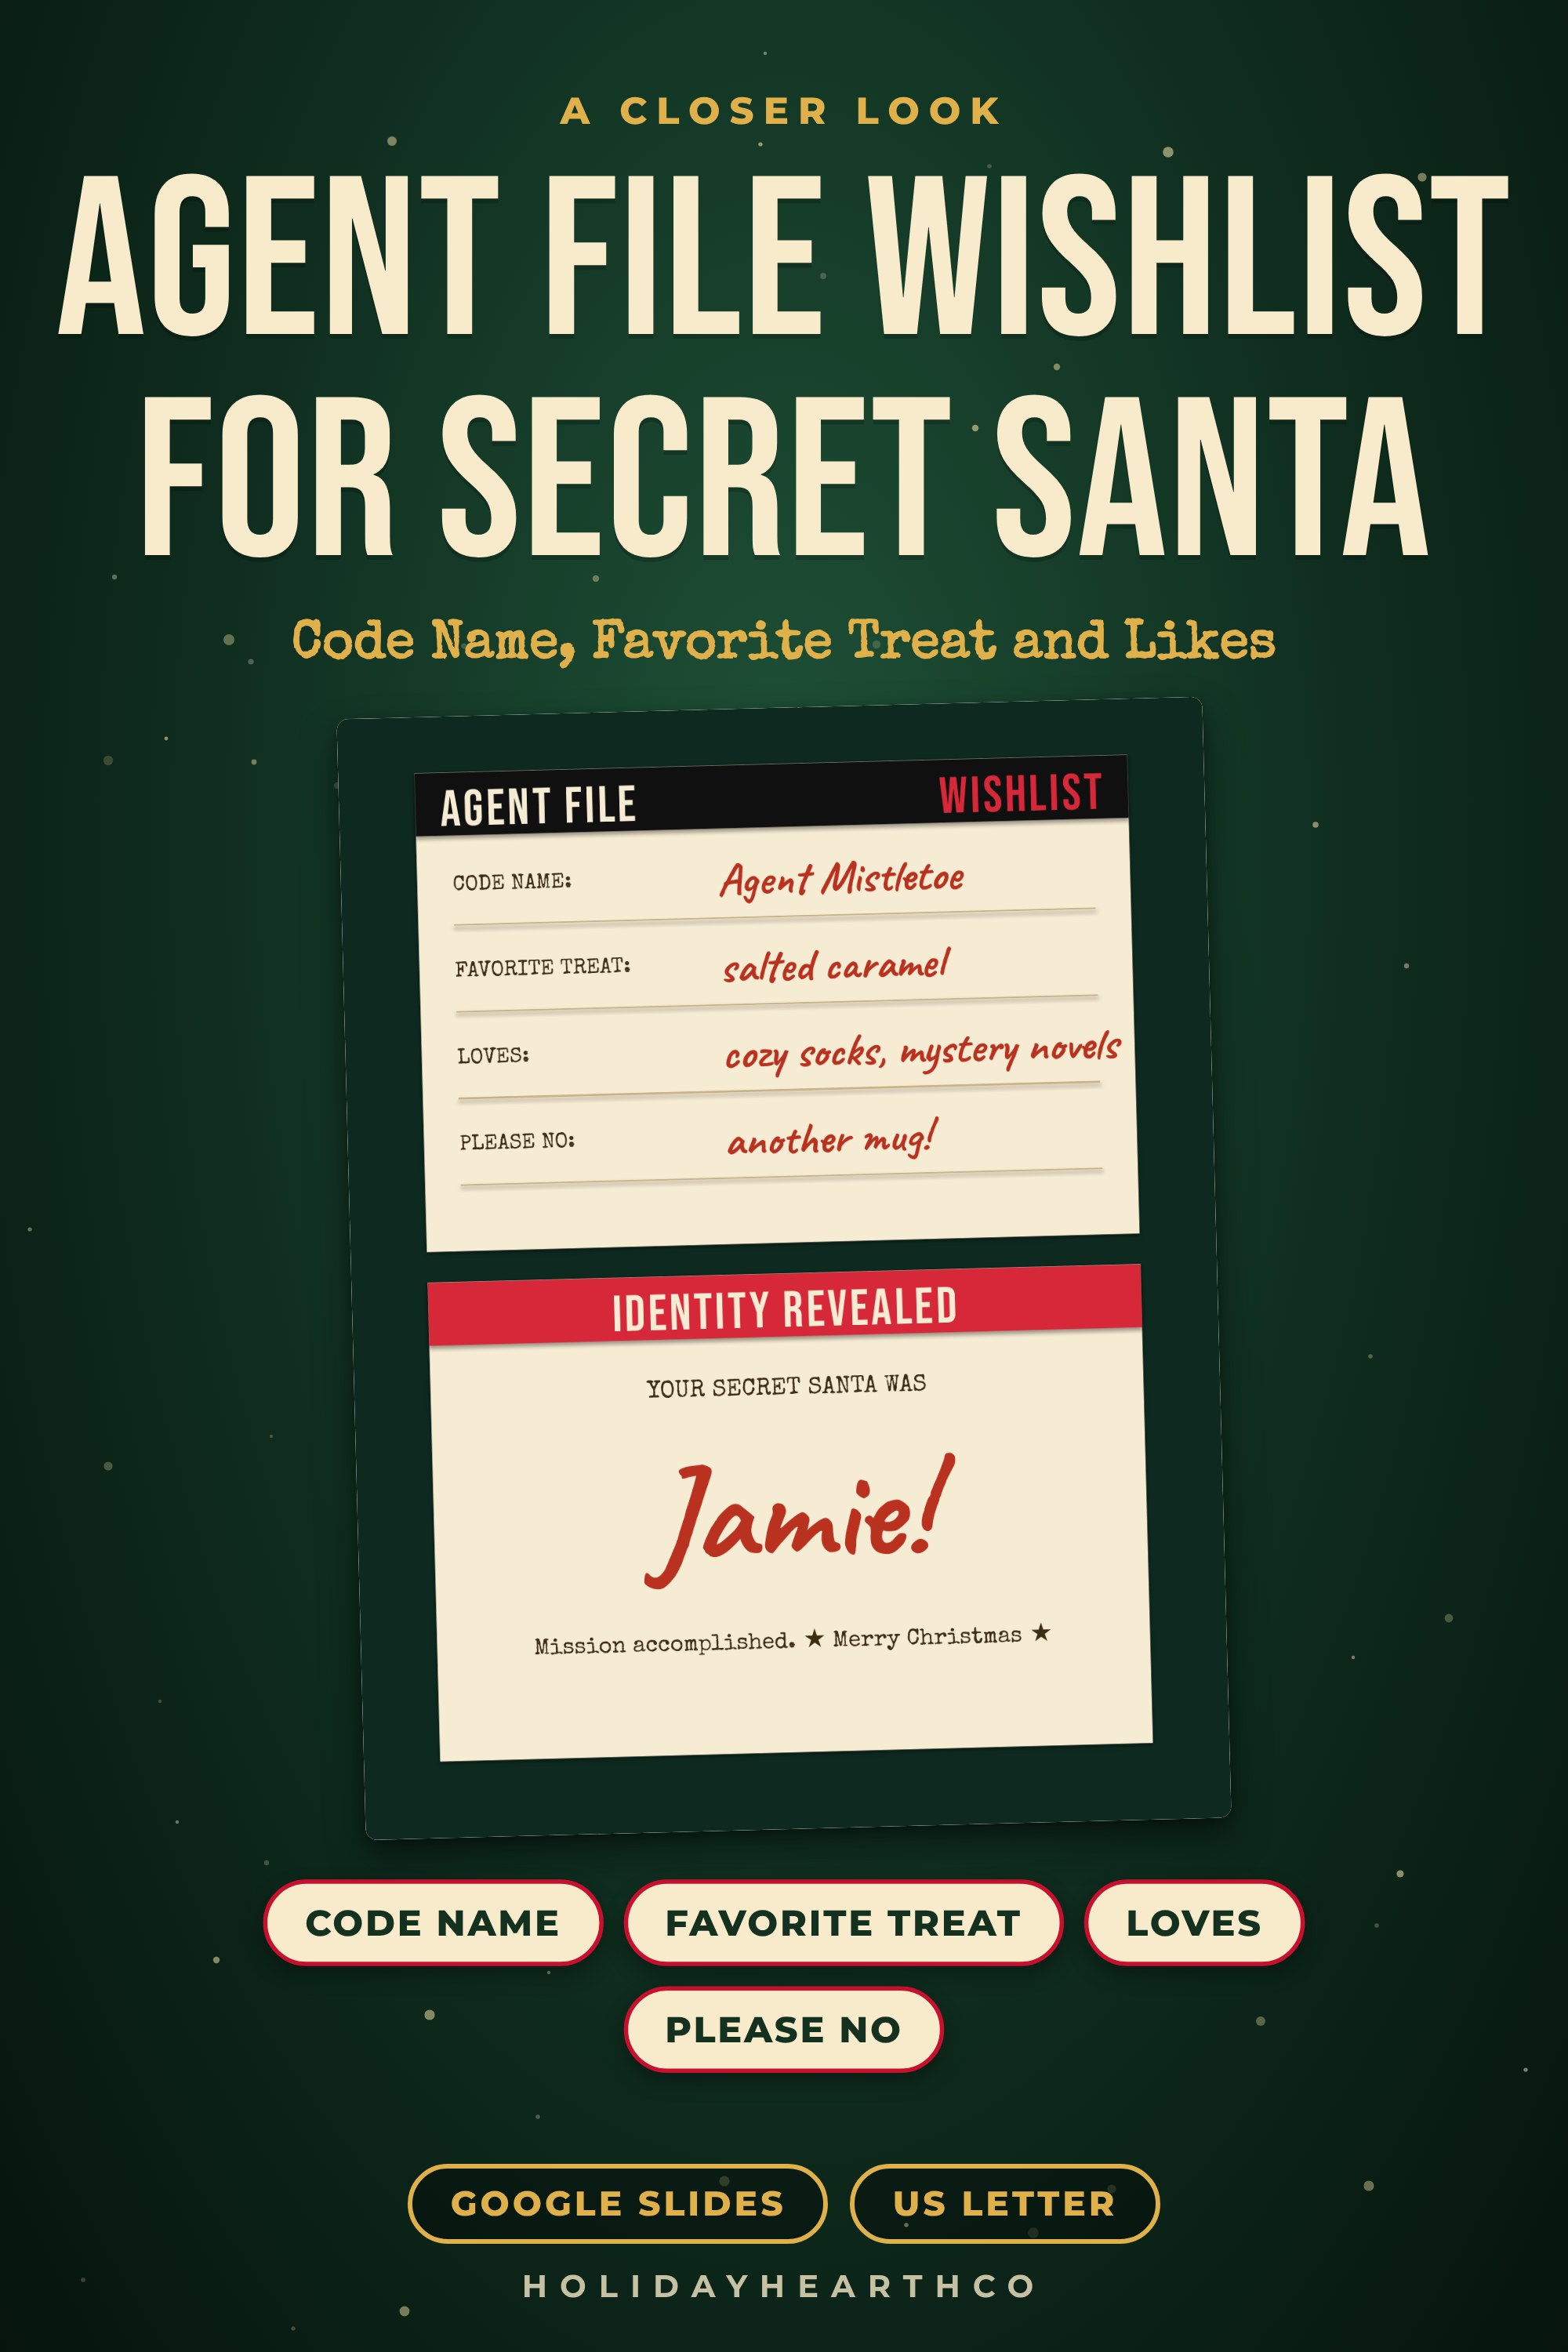 A CLOSER LOOK
AGENT FILE WISHLIST
FOR SECRET SANTA
Code Name, Favorite Treat and Likes
AGENT FILE WISHLIST
CODE NAME: Agent Mistletoe
FAVORITE TREAT: salted caramel
LOVES: cozy socks, mystery novels
PLEASE NO: another mug!
IDENTITY REVEALED
YOUR SECRET SANTA WAS
Jamie!
Mission accomplished. ★ Merry Christmas ★
CODE NAME FAVORITE TREAT LOVES
PLEASE NO
GOOGLE SLIDES US LETTER
HOLIDAYHEARTHCO